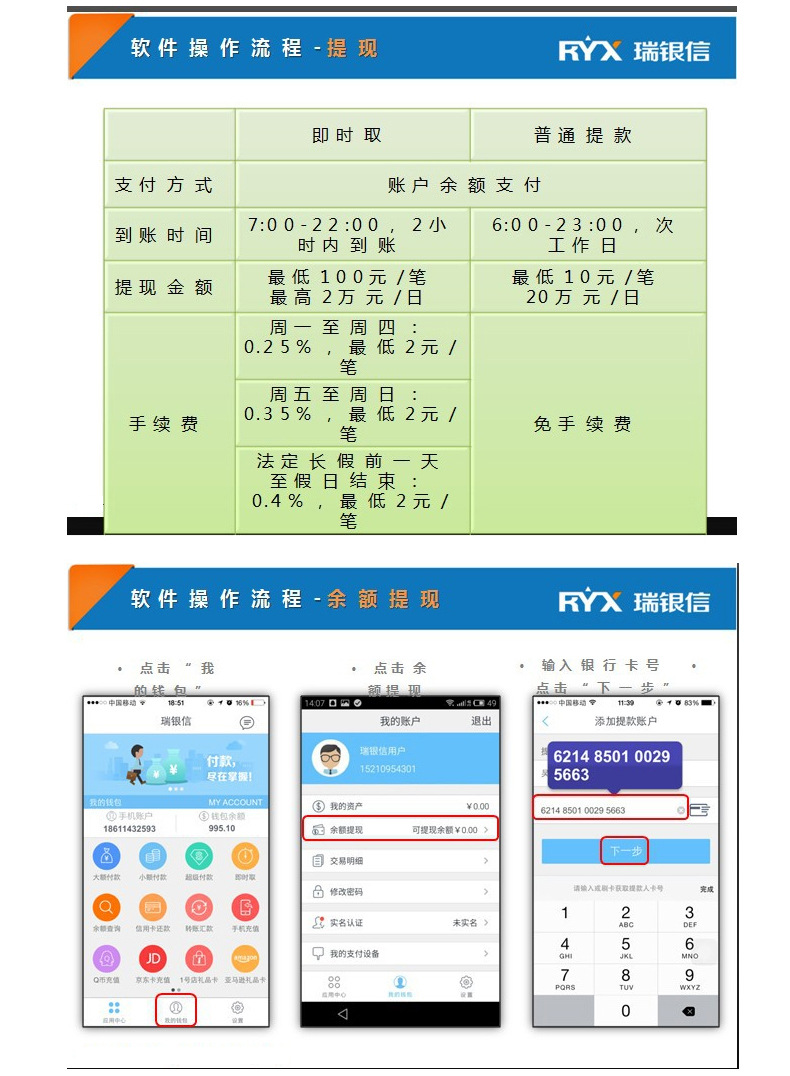 软件操作流程-提现
RYX 瑞银信
即时取 普通提款
支付方式 账户余额支付
到账时间 7:00-22:00，2小时内到账 6:00-23:00，次工作日
提现金额 最低100元/笔 最高2万元/日 最低10元/笔 20万元/日
手续费 周一至周四：0.25%，最低2元/笔 免手续费
周五至周日：0.35%，最低2元/笔
法定长假前一天至假日结束：0.4%，最低2元/笔
软件操作流程-余额提现
RYX 瑞银信
• 点击“我的钱包”
中国移动 18:51 16%
瑞银信
付款，
尽在掌握！
我的钱包 MY ACCOUNT
手机账户 钱包余额
18611432593 995.10
大额付款 小额付款 超级付款 即时取
余额查询 信用卡还款 转账汇款 手机充值
JD amazon
Q币充值 京东卡充值 1号店礼品卡 亚马逊礼品卡
应用中心 我的钱包 设置
• 点击余额提现
14:07 49
我的账户 退出
瑞银信用户
15210954301
我的资产 ￥0.00
余额提现 可提现余额￥0.00
交易明细
修改密码
实名认证 未实名
我的支付设备
应用中心 我的钱包 设置
• 输入银行卡号 •
点击“下一步”
中国移动 11:39 83%
添加提款账户
6214 8501 0029
5663
6214 8501 0029 5663
下一步
请输入或刷卡获取提款人卡号 完成
1 2 3
ABC DEF
4 5 6
GHI JKL MNO
7 8 9
PQRS TUV WXYZ
0